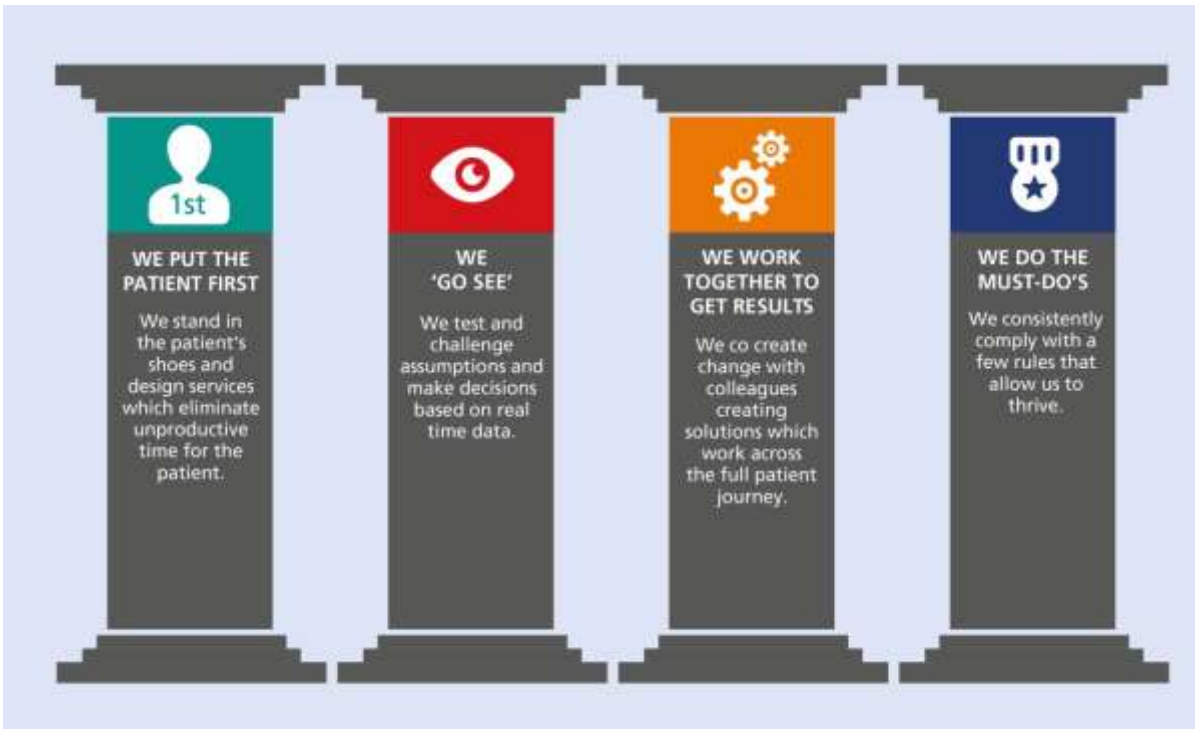 1st
WE PUT THE
PATIENT FIRST
We stand in
the patient's
shoes and
design services
which eliminate
unproductive
time for the
patient.
WE
‘GO SEE’
We test and
challenge
assumptions and
make decisions
based on real
time data.
WE WORK
TOGETHER TO
GET RESULTS
We co create
change with
colleagues
creating
solutions which
work across
the full patient
journey.
WE DO THE
MUST-DO'S
We consistently
comply with a
few rules that
allow us to
thrive.